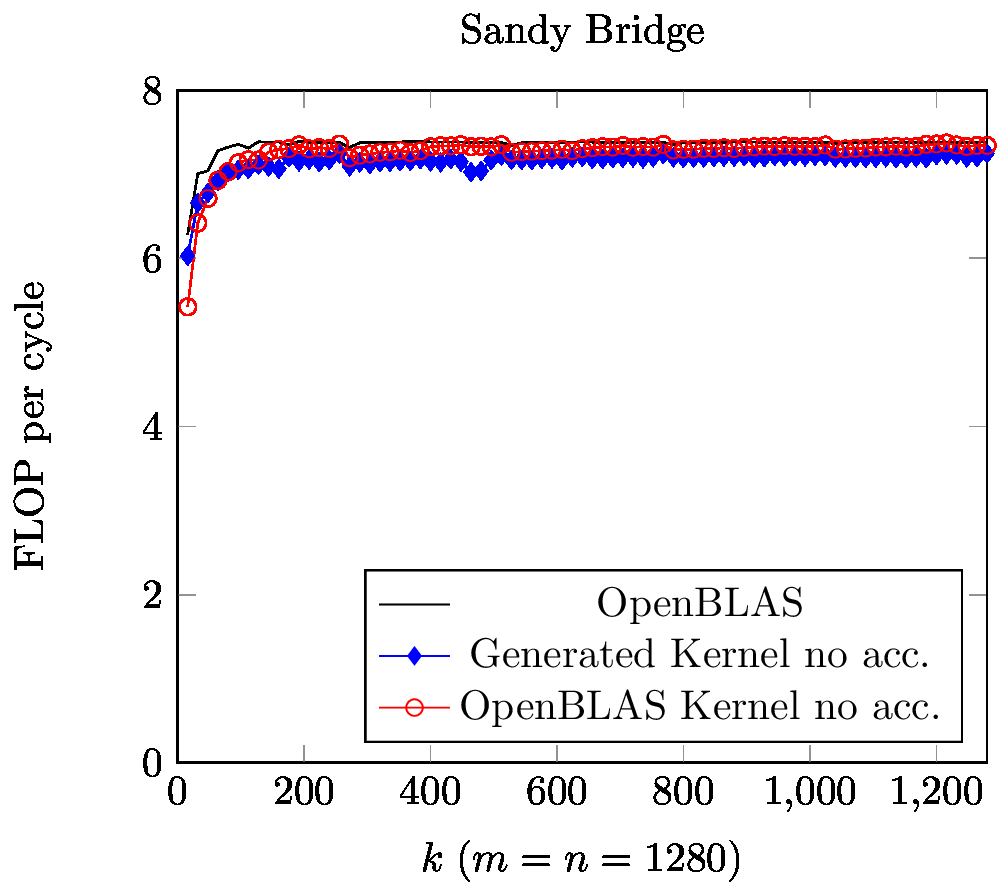 Sandy Bridge
8
6
4
2
0
FLOP per cycle
OpenBLAS
Generated Kernel no acc.
OpenBLAS Kernel no acc.
0 200 400 600 800 1,000 1,200
k (m = n = 1280)